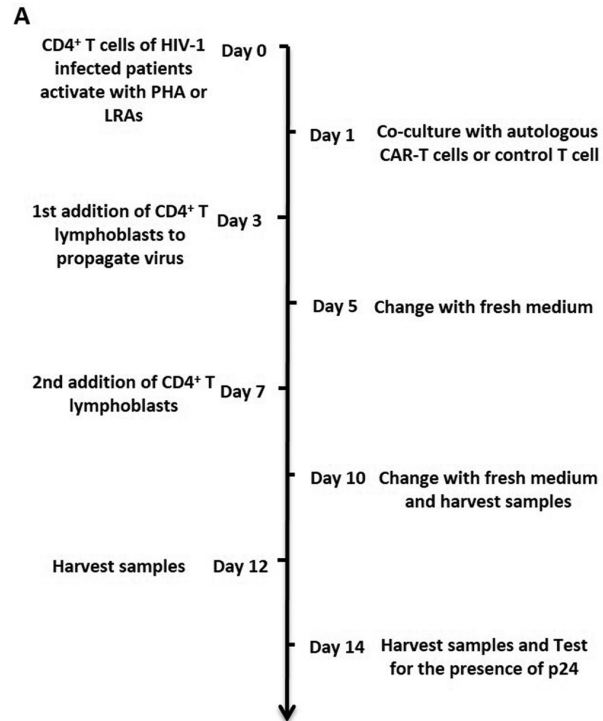 A
CD4⁺ T cells of HIV-1
infected patients
activate with PHA or
LRAs
Day 0
Day 1
Co-culture with autologous
CAR-T cells or control T cell
1st addition of CD4⁺ T
lymphoblasts to
propagate virus
Day 3
Day 5
Change with fresh medium
2nd addition of CD4⁺ T
lymphoblasts
Day 7
Day 10
Change with fresh medium
and harvest samples
Harvest samples
Day 12
Day 14
Harvest samples and Test
for the presence of p24